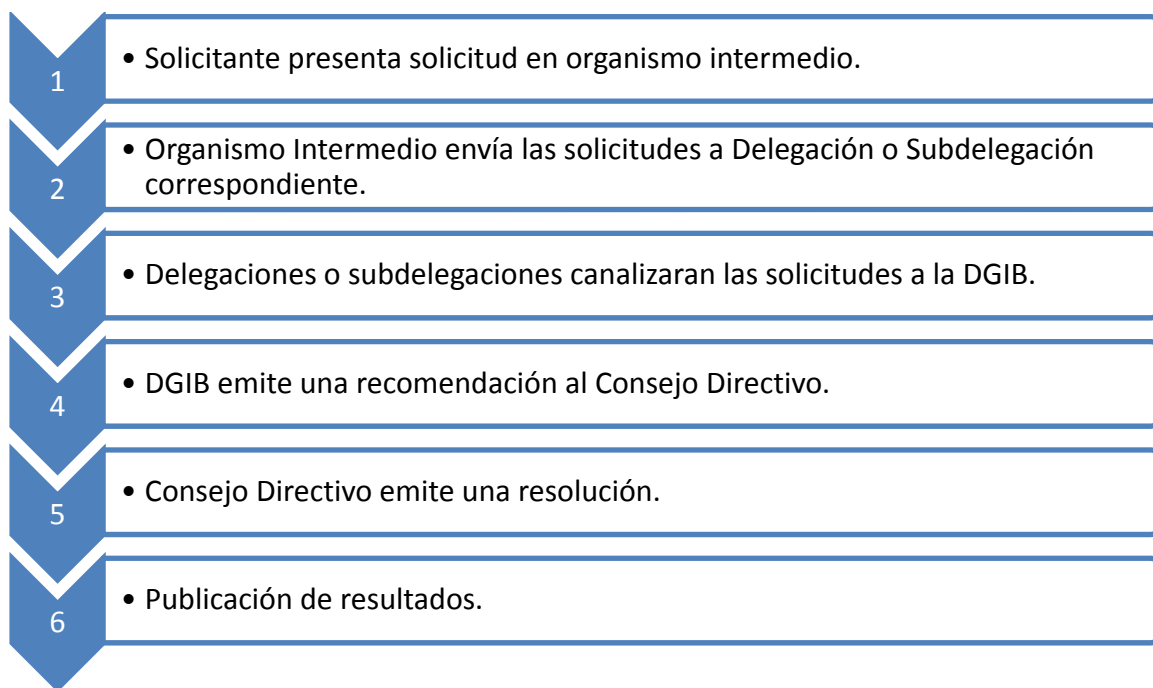 1
• Solicitante presenta solicitud en organismo intermedio.
2
• Organismo Intermedio envía las solicitudes a Delegación o Subdelegación
correspondiente.
3
• Delegaciones o subdelegaciones canalizaran las solicitudes a la DGIB.
4
• DGIB emite una recomendación al Consejo Directivo.
5
• Consejo Directivo emite una resolución.
6
• Publicación de resultados.